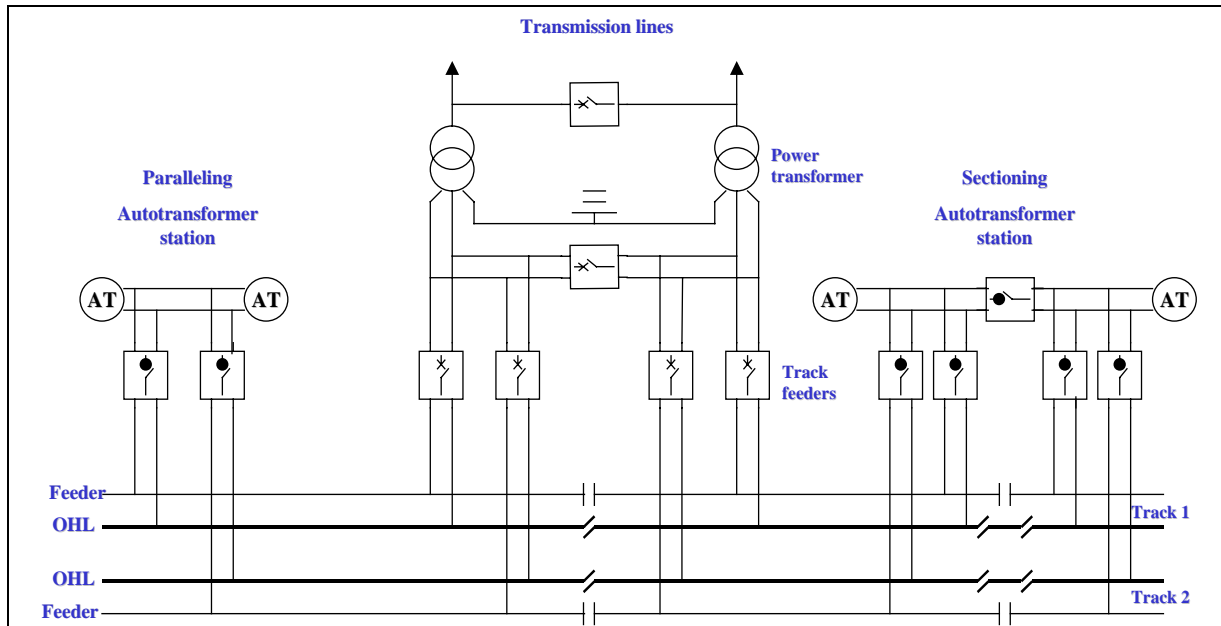 Transmission lines
Power
transformer
Paralleling
Autotransformer
station
Sectioning
Autotransformer
station
AT
AT
AT
AT
Track
feeders
Feeder
OHL
Track 1
OHL
Feeder
Track 2